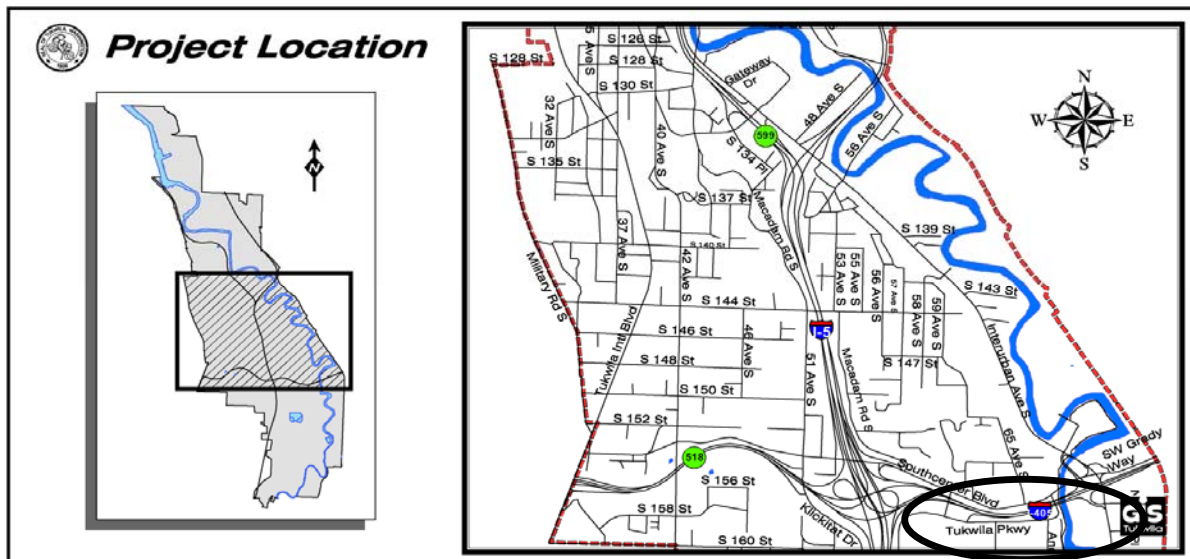 Project Location
N
N
W
E
S
S 126 St
S 128 St
S 128 St
S 130 St
Gateway Dr
48 Ave S
32 Ave S
40 Ave S
599
56 Ave S
S 134 Pl
S 135 St
S 137 St
Macadam Rd S
37 Ave S
S 139 St
S 140 St
Military Rd S
42 Ave S
53 Ave S
55 Ave S
56 Ave S
57 Ave S
58 Ave S
59 Ave S
S 143 St
S 144 St
I-5
Tukwila Intl Blvd
S 146 St
46 Ave S
Interurban Ave S
S 147 St
S 148 St
51 Ave S
Macadam Rd S
S 150 St
S 152 St
65 Ave S
SW Grady
Way
518
Southcenter Blvd
S 156 St
Klickitat Dr
S 158 St
Tukwila Pkwy
GIS
Tukwila
S 160 St